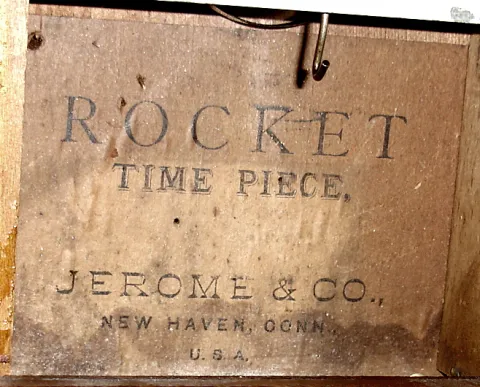 ROCKET
TIME PIECE,
JEROME & CO.,
NEW HAVEN, CONN.,
U.S.A.